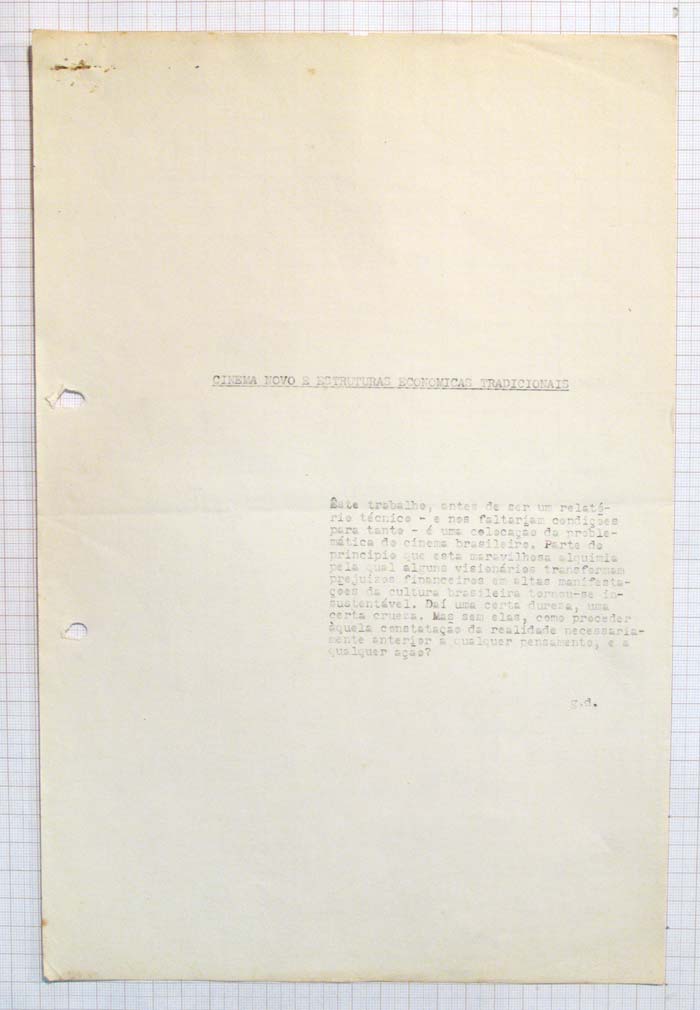 CINEMA NOVO E ESTRUTURAS ECONOMICAS TRADICIONAIS
Êste trabalho, antes de ser um relató-
rio técnico - e nos faltariam condições
para tanto - é uma colocação da proble-
mática do cinema brasileiro. Parte do
principio que esta maravilhosa alquimia
pela qual alguns visionários transformam
prejuizos financeiros em altas manifesta-
ções da cultura brasileira tornou-se in-
sustentável. Daí uma certa dureza, uma
certa crueza. Mas sem elas, como proceder
àquela constatação da realidade necessaria-
mente anterior a qualquer pensamento, e a
qualquer ação?
g.d.